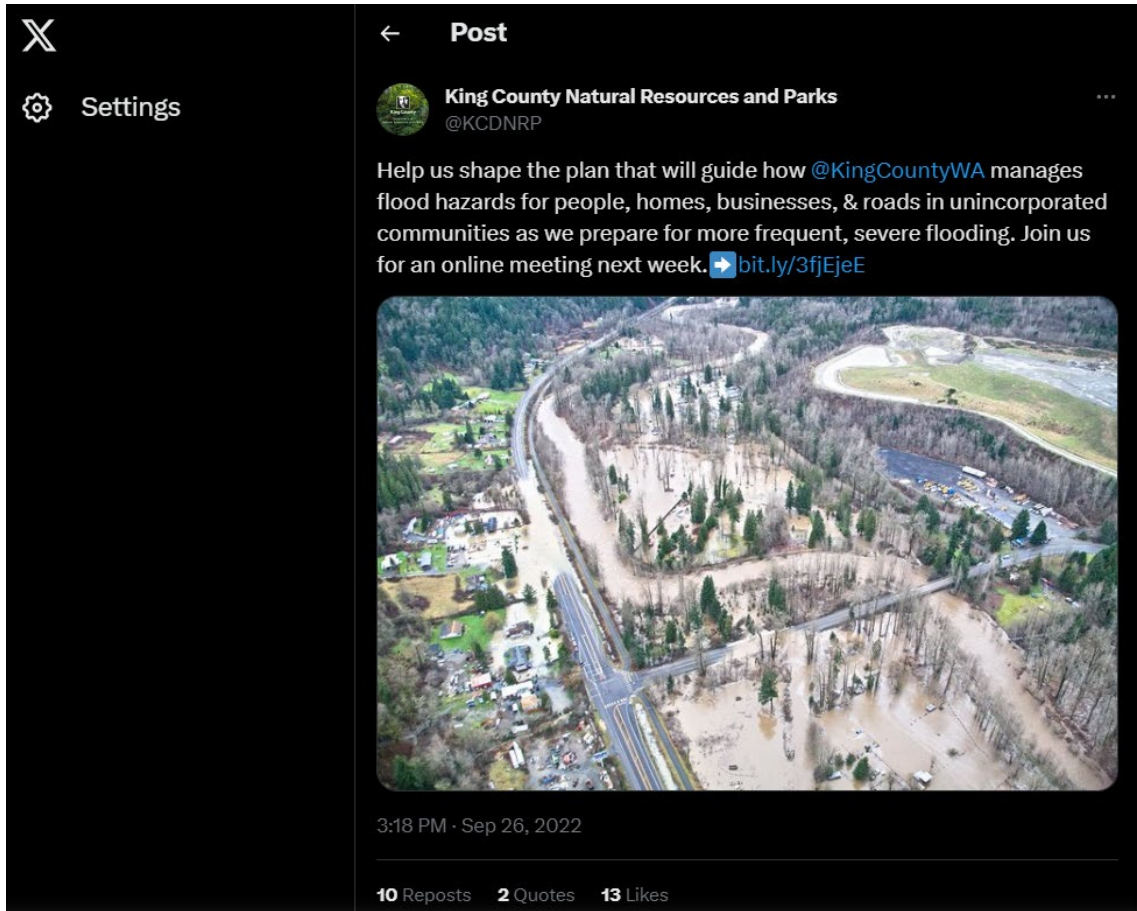 Post
Settings
King County Natural Resources and Parks
@KCDNRP
Help us shape the plan that will guide how @KingCountyWA manages
flood hazards for people, homes, businesses, & roads in unincorporated
communities as we prepare for more frequent, severe flooding. Join us
for an online meeting next week.➡️bit.ly/3fjEjeE
3:18 PM · Sep 26, 2022
10 Reposts 2 Quotes 13 Likes